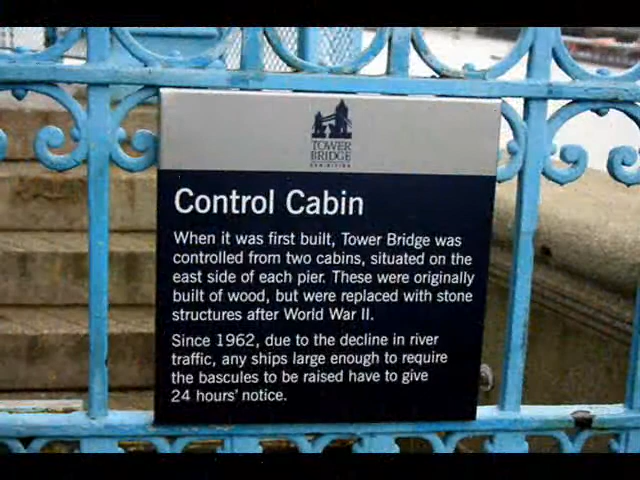 TOWER
BRIDGE
EXHIBITION
Control Cabin
When it was first built, Tower Bridge was
controlled from two cabins, situated on the
east side of each pier. These were originally
built of wood, but were replaced with stone
structures after World War II.
Since 1962, due to the decline in river
traffic, any ships large enough to require
the bascules to be raised have to give
24 hours' notice.